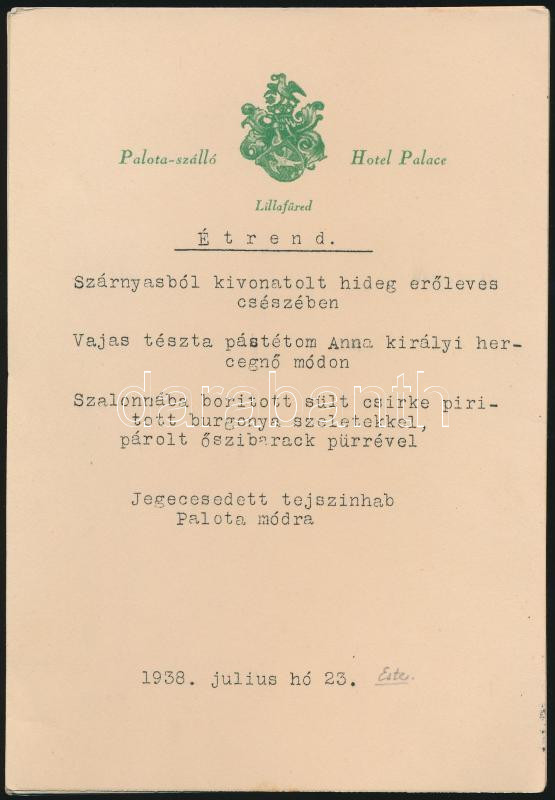 Palota-szálló Hotel Palace
Lillafüred
Étrend.
Szárnyasból kivonatolt hideg erőleves
csészében
Vajas tészta pástétom Anna királyi her-
cegnő módon
Szalonnába boritott sült csirke piri-
tott burgonya szeletekkel,
párolt őszibarack pürrével
darabanth
Jegecesedett tejszinhab
Palota módra
1938. julius hó 23. Este.